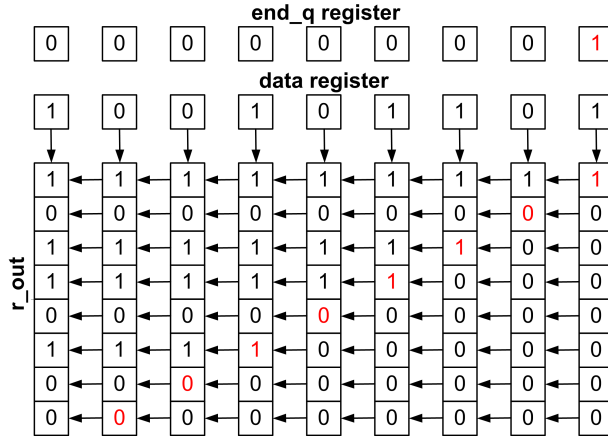 end_q register
0 0 0 0 0 0 0 0 1
data register
1 0 0 1 0 1 1 0 1
r_out
1 1 1 1 1 1 1 1 1
0 0 0 0 0 0 0 0 0
1 1 1 1 1 1 1 0 0
1 1 1 1 1 1 0 0 0
0 0 0 0 0 0 0 0 0
1 1 1 1 0 0 0 0 0
0 0 0 0 0 0 0 0 0
0 0 0 0 0 0 0 0 0